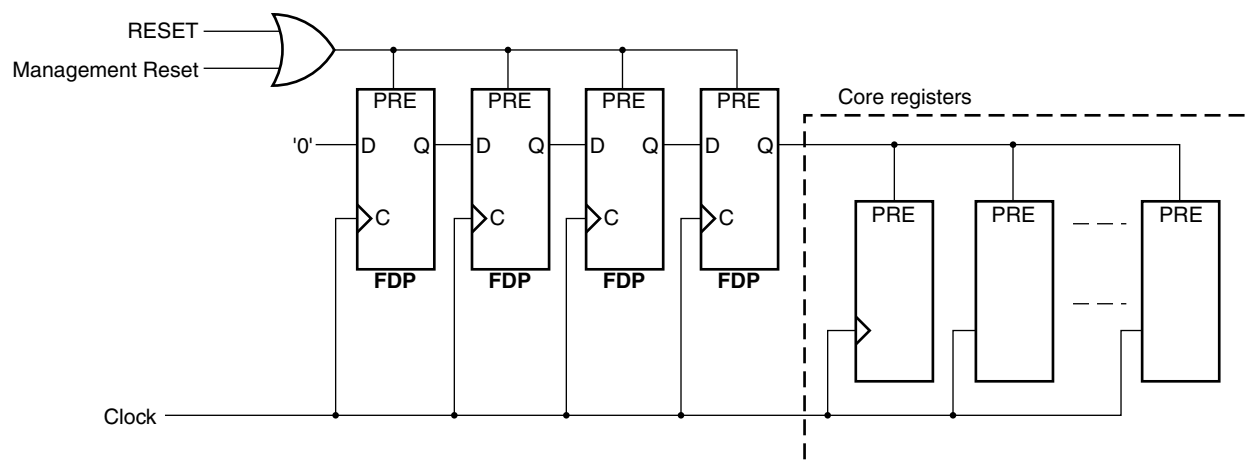 RESET
Management Reset
PRE PRE PRE PRE
Core registers
'0' D Q D Q D Q D Q
PRE PRE PRE
C C C C
FDP FDP FDP FDP
Clock